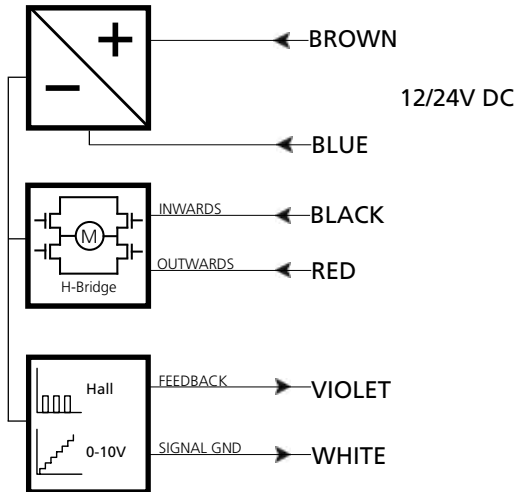 BROWN
12/24V DC
BLUE
INWARDS
BLACK
M
OUTWARDS
RED
H-Bridge
Hall
FEEDBACK
VIOLET
0-10V
SIGNAL GND
WHITE